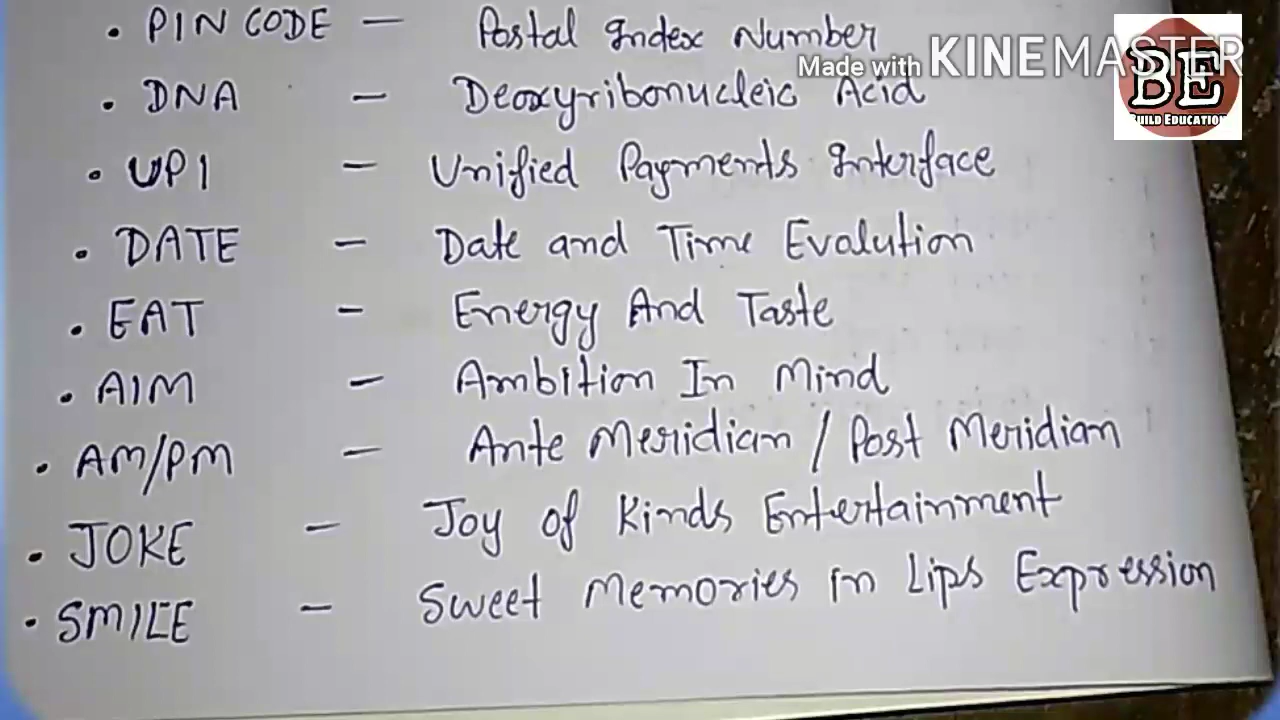 • PIN CODE — Postal Index Number
Made with KINEMASTER
BE
BUILD EDUCATION
• DNA — Deoxyribonucleic Acid
• UPI — Unified Payments Interface
• DATE — Date and Time Evalution
• EAT — Energy And Taste
• AIM — Ambition In Mind
• AM/PM — Ante Meridian / Post Meridian
• JOKE — Joy of Kinds Entertainment
• SMILE — Sweet Memories in Lips Expression